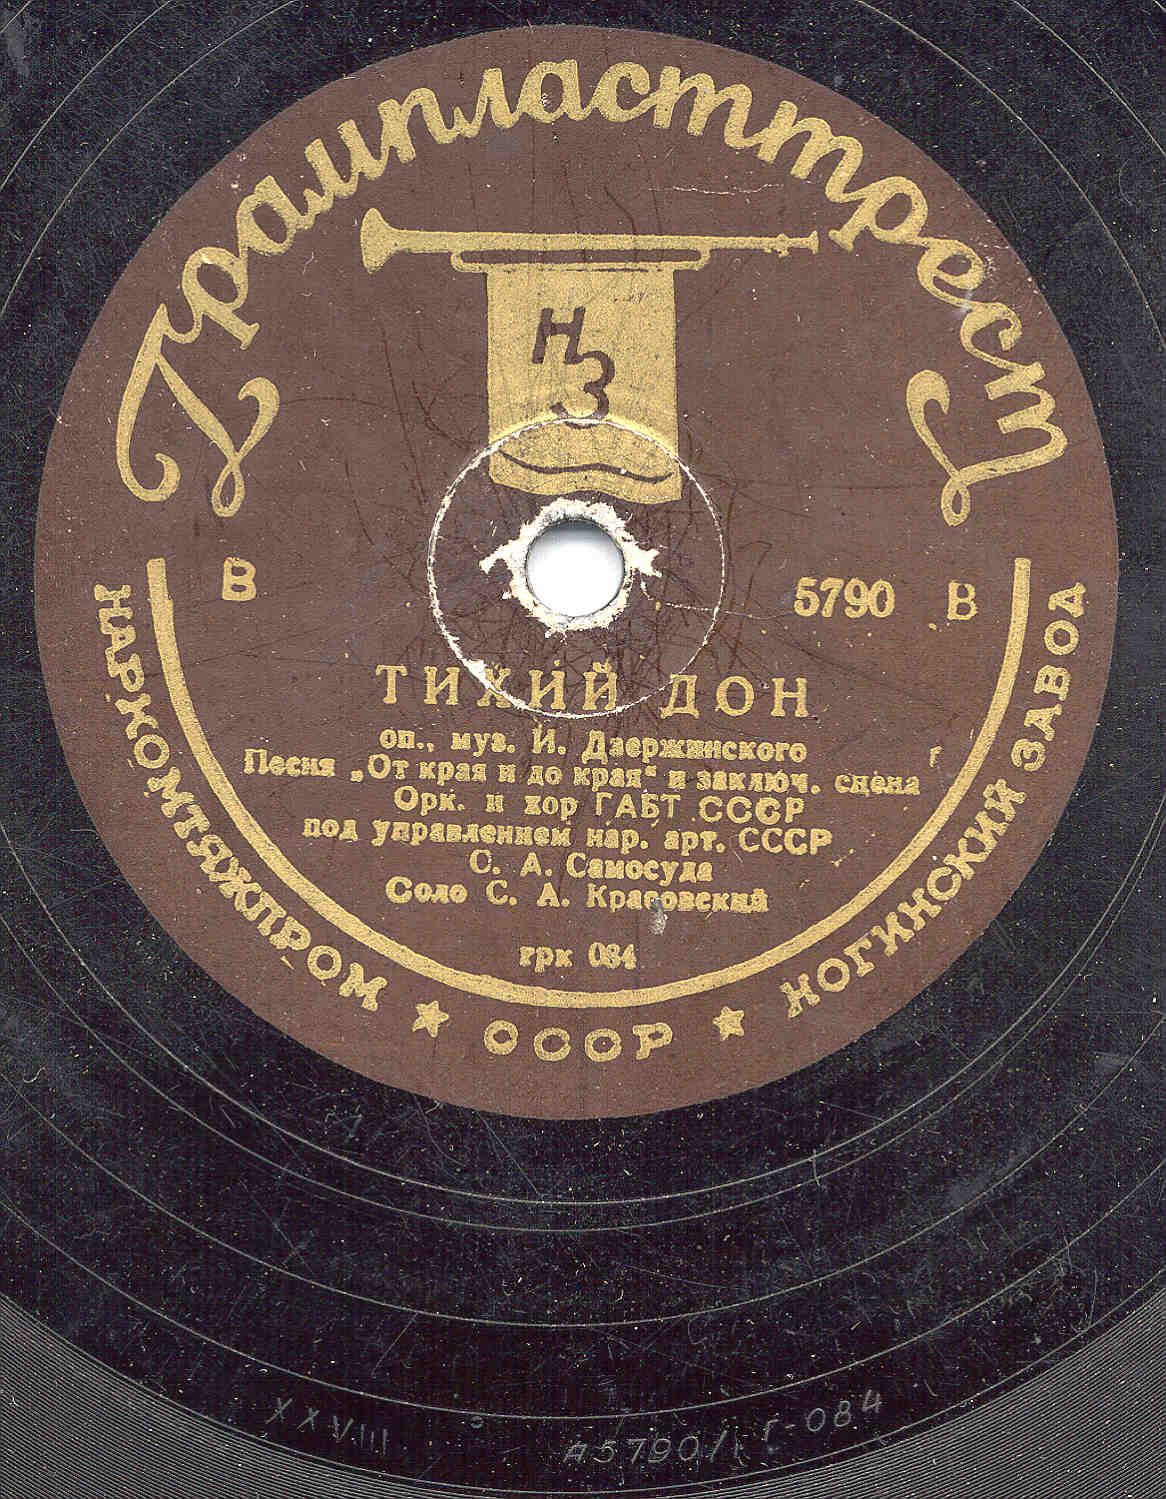 Грампласттрест
НЗ
В
5790 В
ТИХИЙ ДОН
оп., муз. И. Дзержинского
Песня „От края и до края“ и заключ. сцена
Орк. и хор ГАБТ СССР
под управлением нар. арт. СССР
С. А. Самосуда
Соло С. А. Красовский
грк 084
НАРКОМТЯЖПРОМ ★ СССР ★ НОГИНСКИЙ ЗАВОД
XXVIII
А5790/1 Г-084